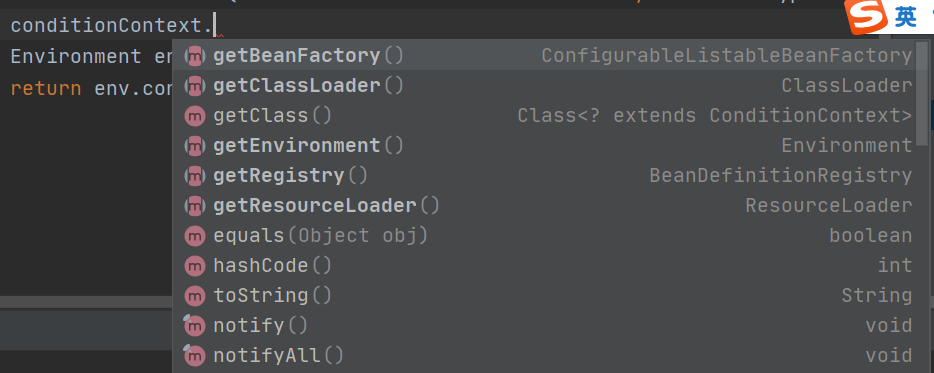 conditionContext.
Environment en
return env.con
getBeanFactory() ConfigurableListableBeanFactory
getClassLoader() ClassLoader
getClass() Class<? extends ConditionContext>
getEnvironment() Environment
getRegistry() BeanDefinitionRegistry
getResourceLoader() ResourceLoader
equals(Object obj) boolean
hashCode() int
toString() String
notify() void
notifyAll() void
英